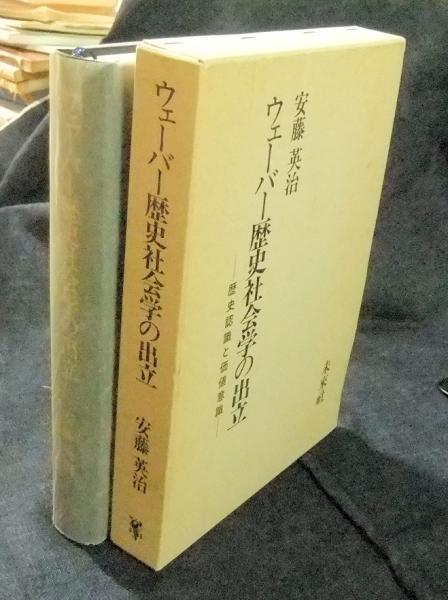 安藤 英治
ウェーバー歴史社会学の出立
―歴史認識と価値意識―
未来社
ウェーバー歴史社会学の出立
安藤 英治